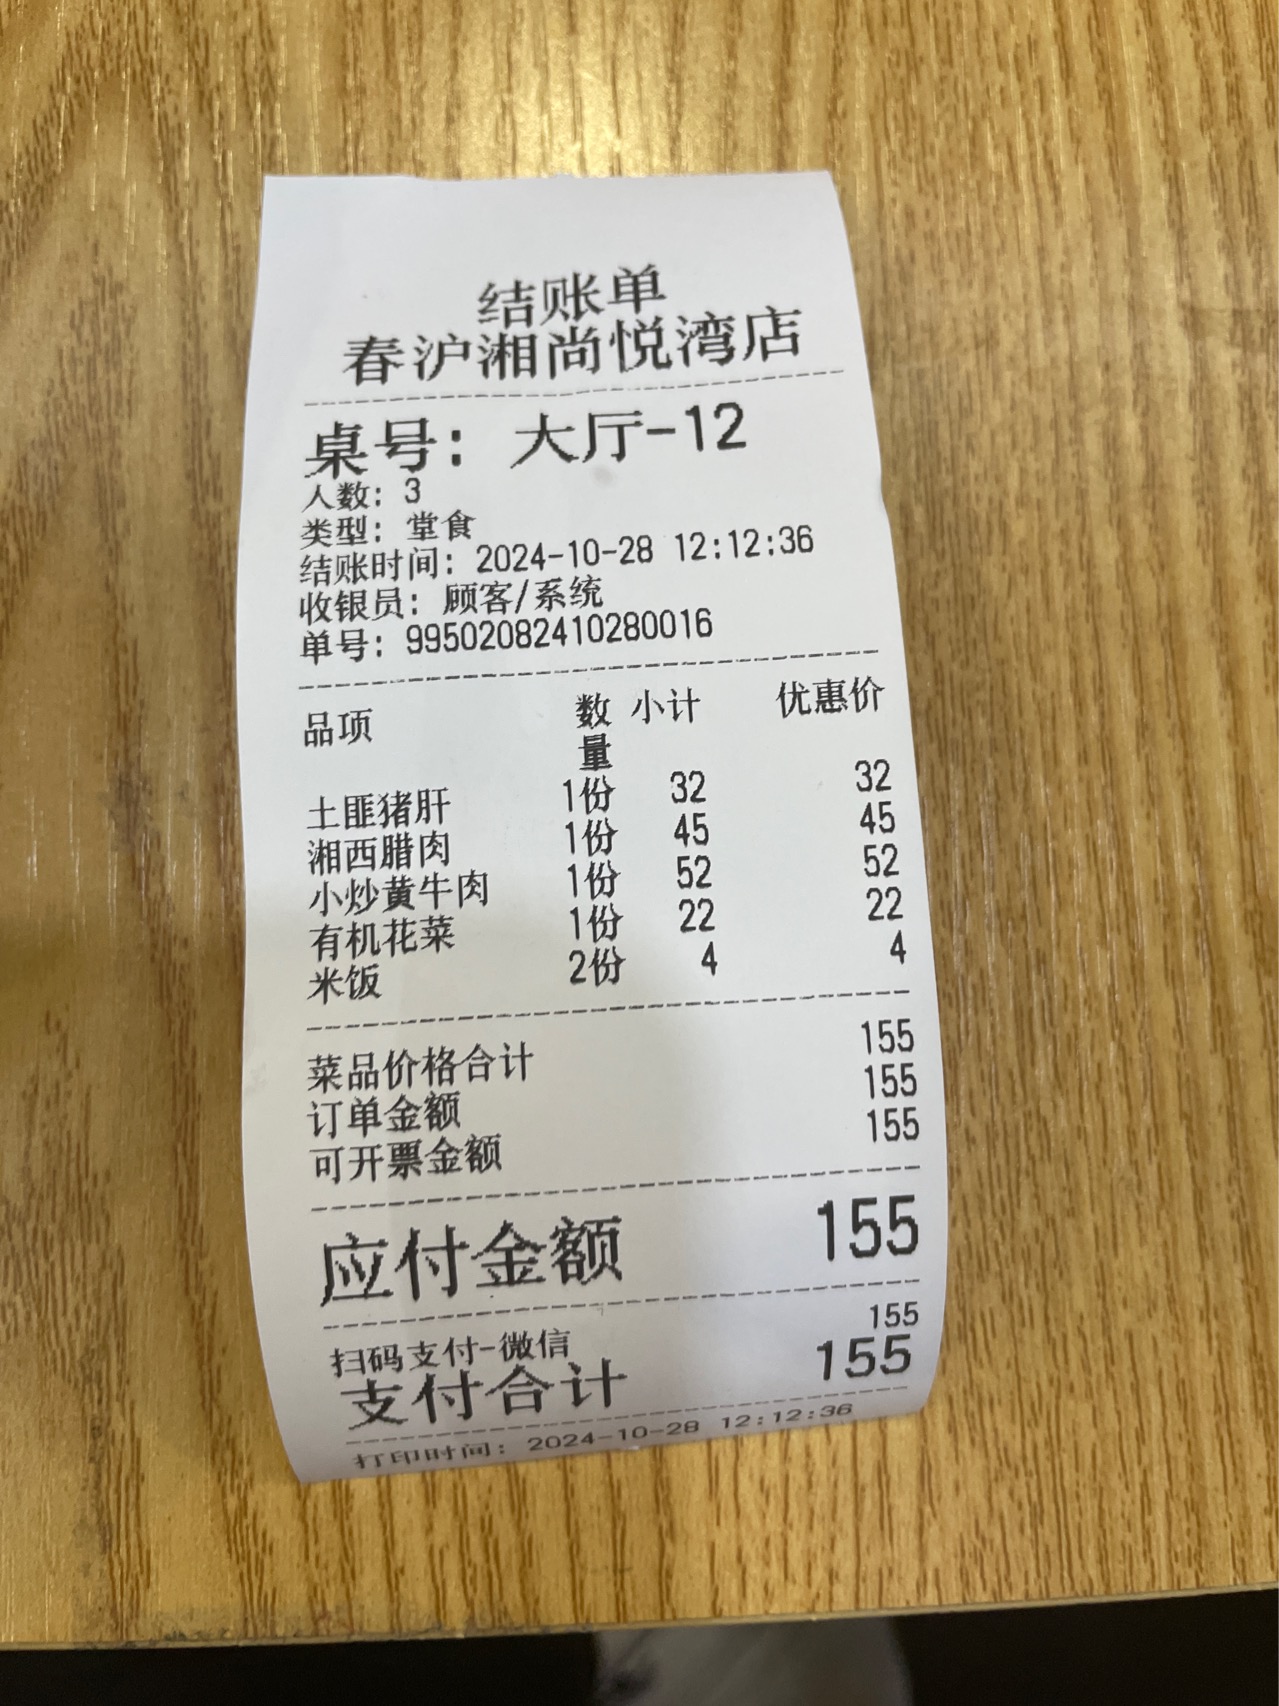 结账单
春沪湘尚悦湾店
桌号: 大厅-12
人数: 3
类型: 堂食
结账时间: 2024-10-28 12:12:36
收银员: 顾客/系统
单号: 99502082410280016
品项 数量 小计 优惠价
土匪猪肝 1份 32 32
湘西腊肉 1份 45 45
小炒黄牛肉 1份 52 52
有机花菜 1份 22 22
米饭 2份 4 4
菜品价格合计 155
订单金额 155
可开票金额 155
应付金额 155
扫码支付-微信 155
支付合计 155
打印时间: 2024-10-28 12:12:36